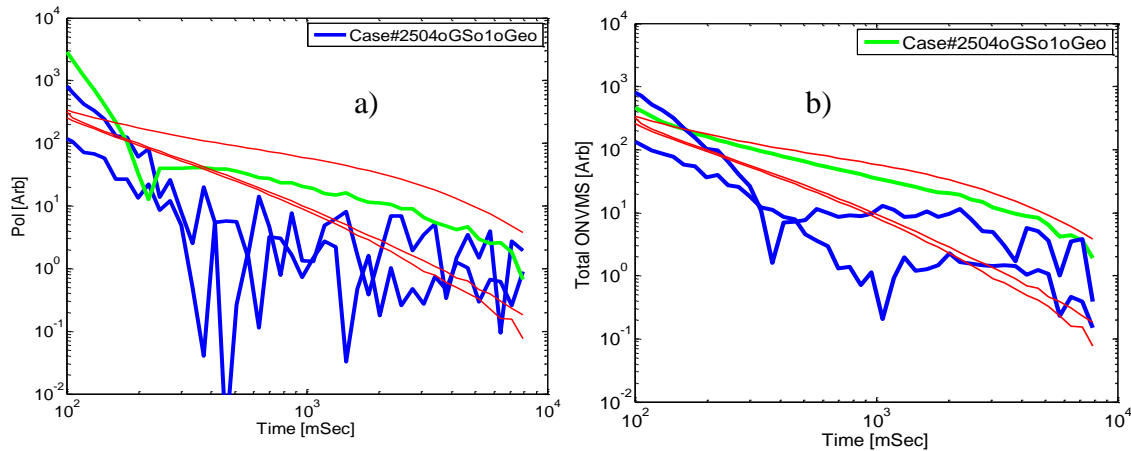 a)
Case#2504oGSo1oGeo
Pol [Arb]
10^4
10^3
10^2
10^1
10^0
10^-1
10^-2
10^2
10^3
10^4
Time [mSec]
b)
Case#2504oGSo1oGeo
Total ONVMS [Arb]
10^4
10^3
10^2
10^1
10^0
10^-1
10^-2
10^2
10^3
10^4
Time [mSec]